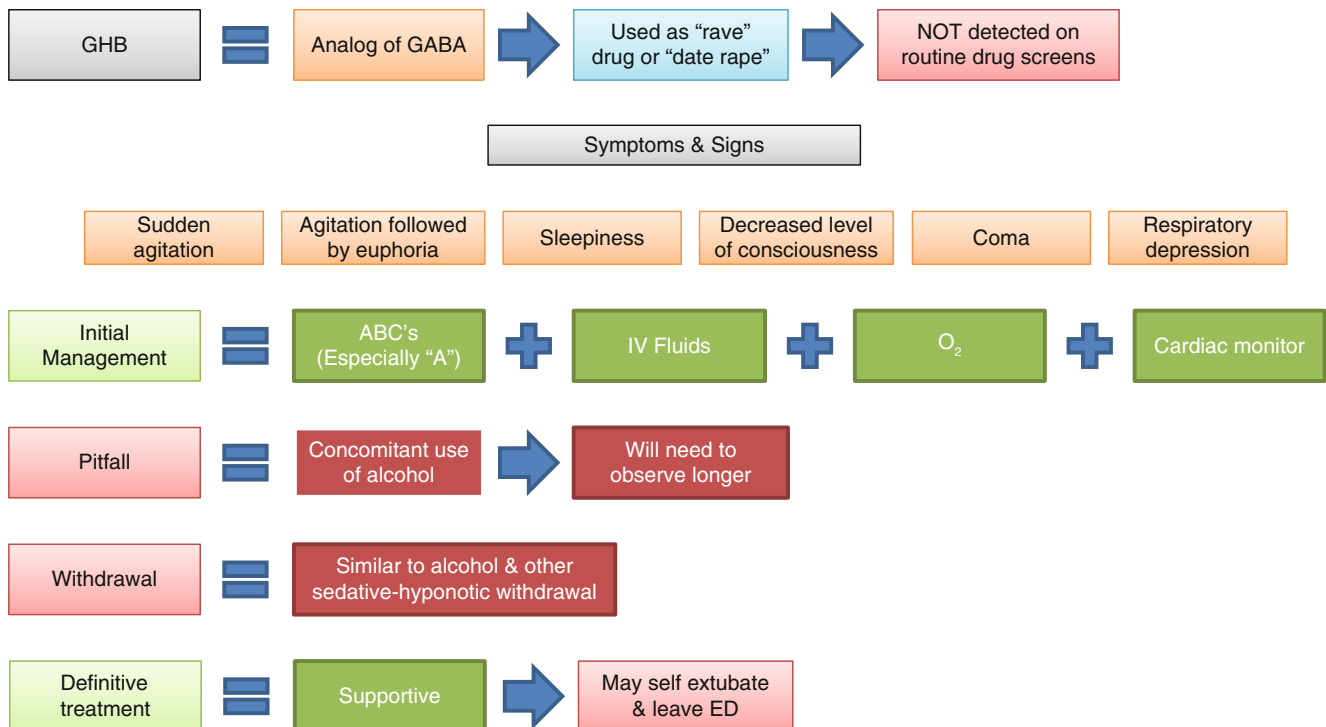 GHB
Analog of GABA
Used as “rave”
drug or “date rape”
NOT detected on
routine drug screens
Symptoms & Signs
Sudden
agitation
Agitation followed
by euphoria
Sleepiness
Decreased level
of consciousness
Coma
Respiratory
depression
Initial
Management
ABC's
(Especially “A”)
IV Fluids
O₂
Cardiac monitor
Pitfall
Concomitant use
of alcohol
Will need to
observe longer
Withdrawal
Similar to alcohol & other
sedative-hyponotic withdrawal
Definitive
treatment
Supportive
May self extubate
& leave ED